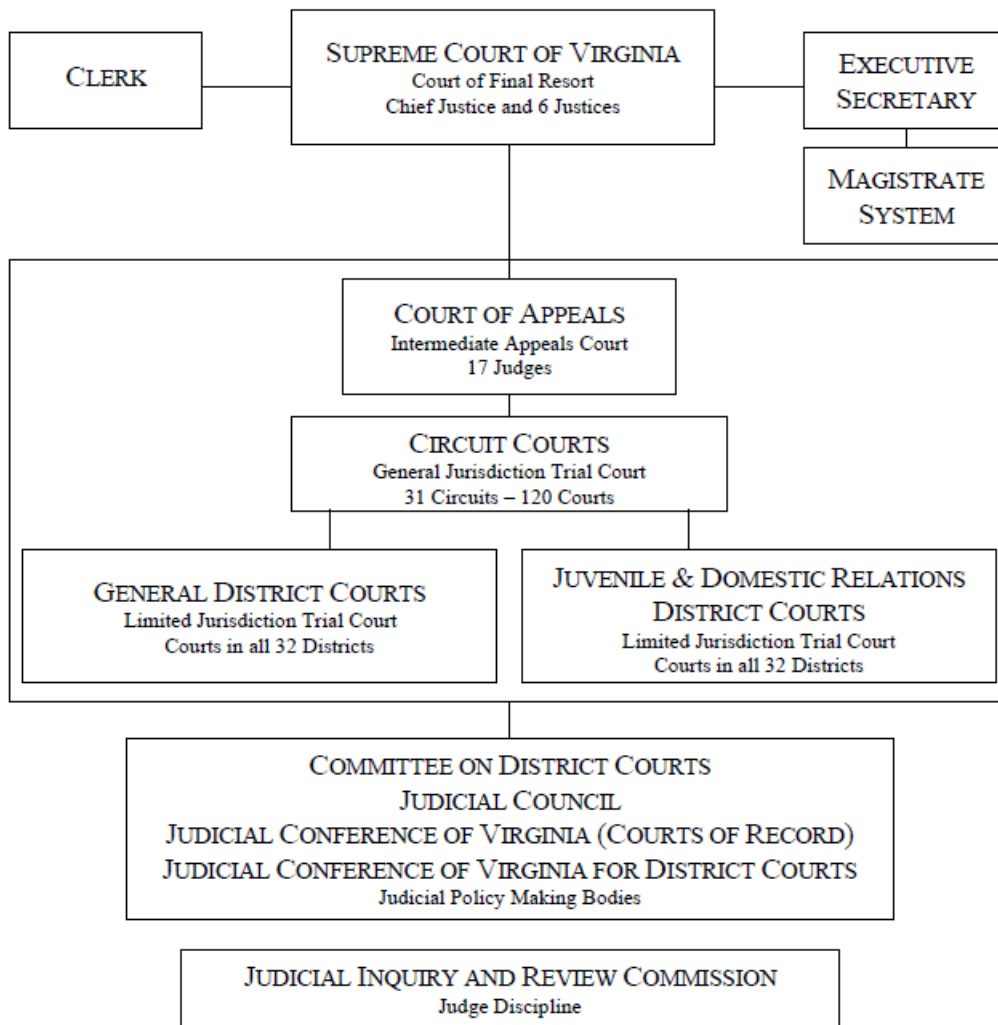 CLERK
SUPREME COURT OF VIRGINIA
Court of Final Resort
Chief Justice and 6 Justices
EXECUTIVE
SECRETARY
MAGISTRATE
SYSTEM
COURT OF APPEALS
Intermediate Appeals Court
17 Judges
CIRCUIT COURTS
General Jurisdiction Trial Court
31 Circuits – 120 Courts
GENERAL DISTRICT COURTS
Limited Jurisdiction Trial Court
Courts in all 32 Districts
JUVENILE & DOMESTIC RELATIONS
DISTRICT COURTS
Limited Jurisdiction Trial Court
Courts in all 32 Districts
COMMITTEE ON DISTRICT COURTS
JUDICIAL COUNCIL
JUDICIAL CONFERENCE OF VIRGINIA (COURTS OF RECORD)
JUDICIAL CONFERENCE OF VIRGINIA FOR DISTRICT COURTS
Judicial Policy Making Bodies
JUDICIAL INQUIRY AND REVIEW COMMISSION
Judge Discipline